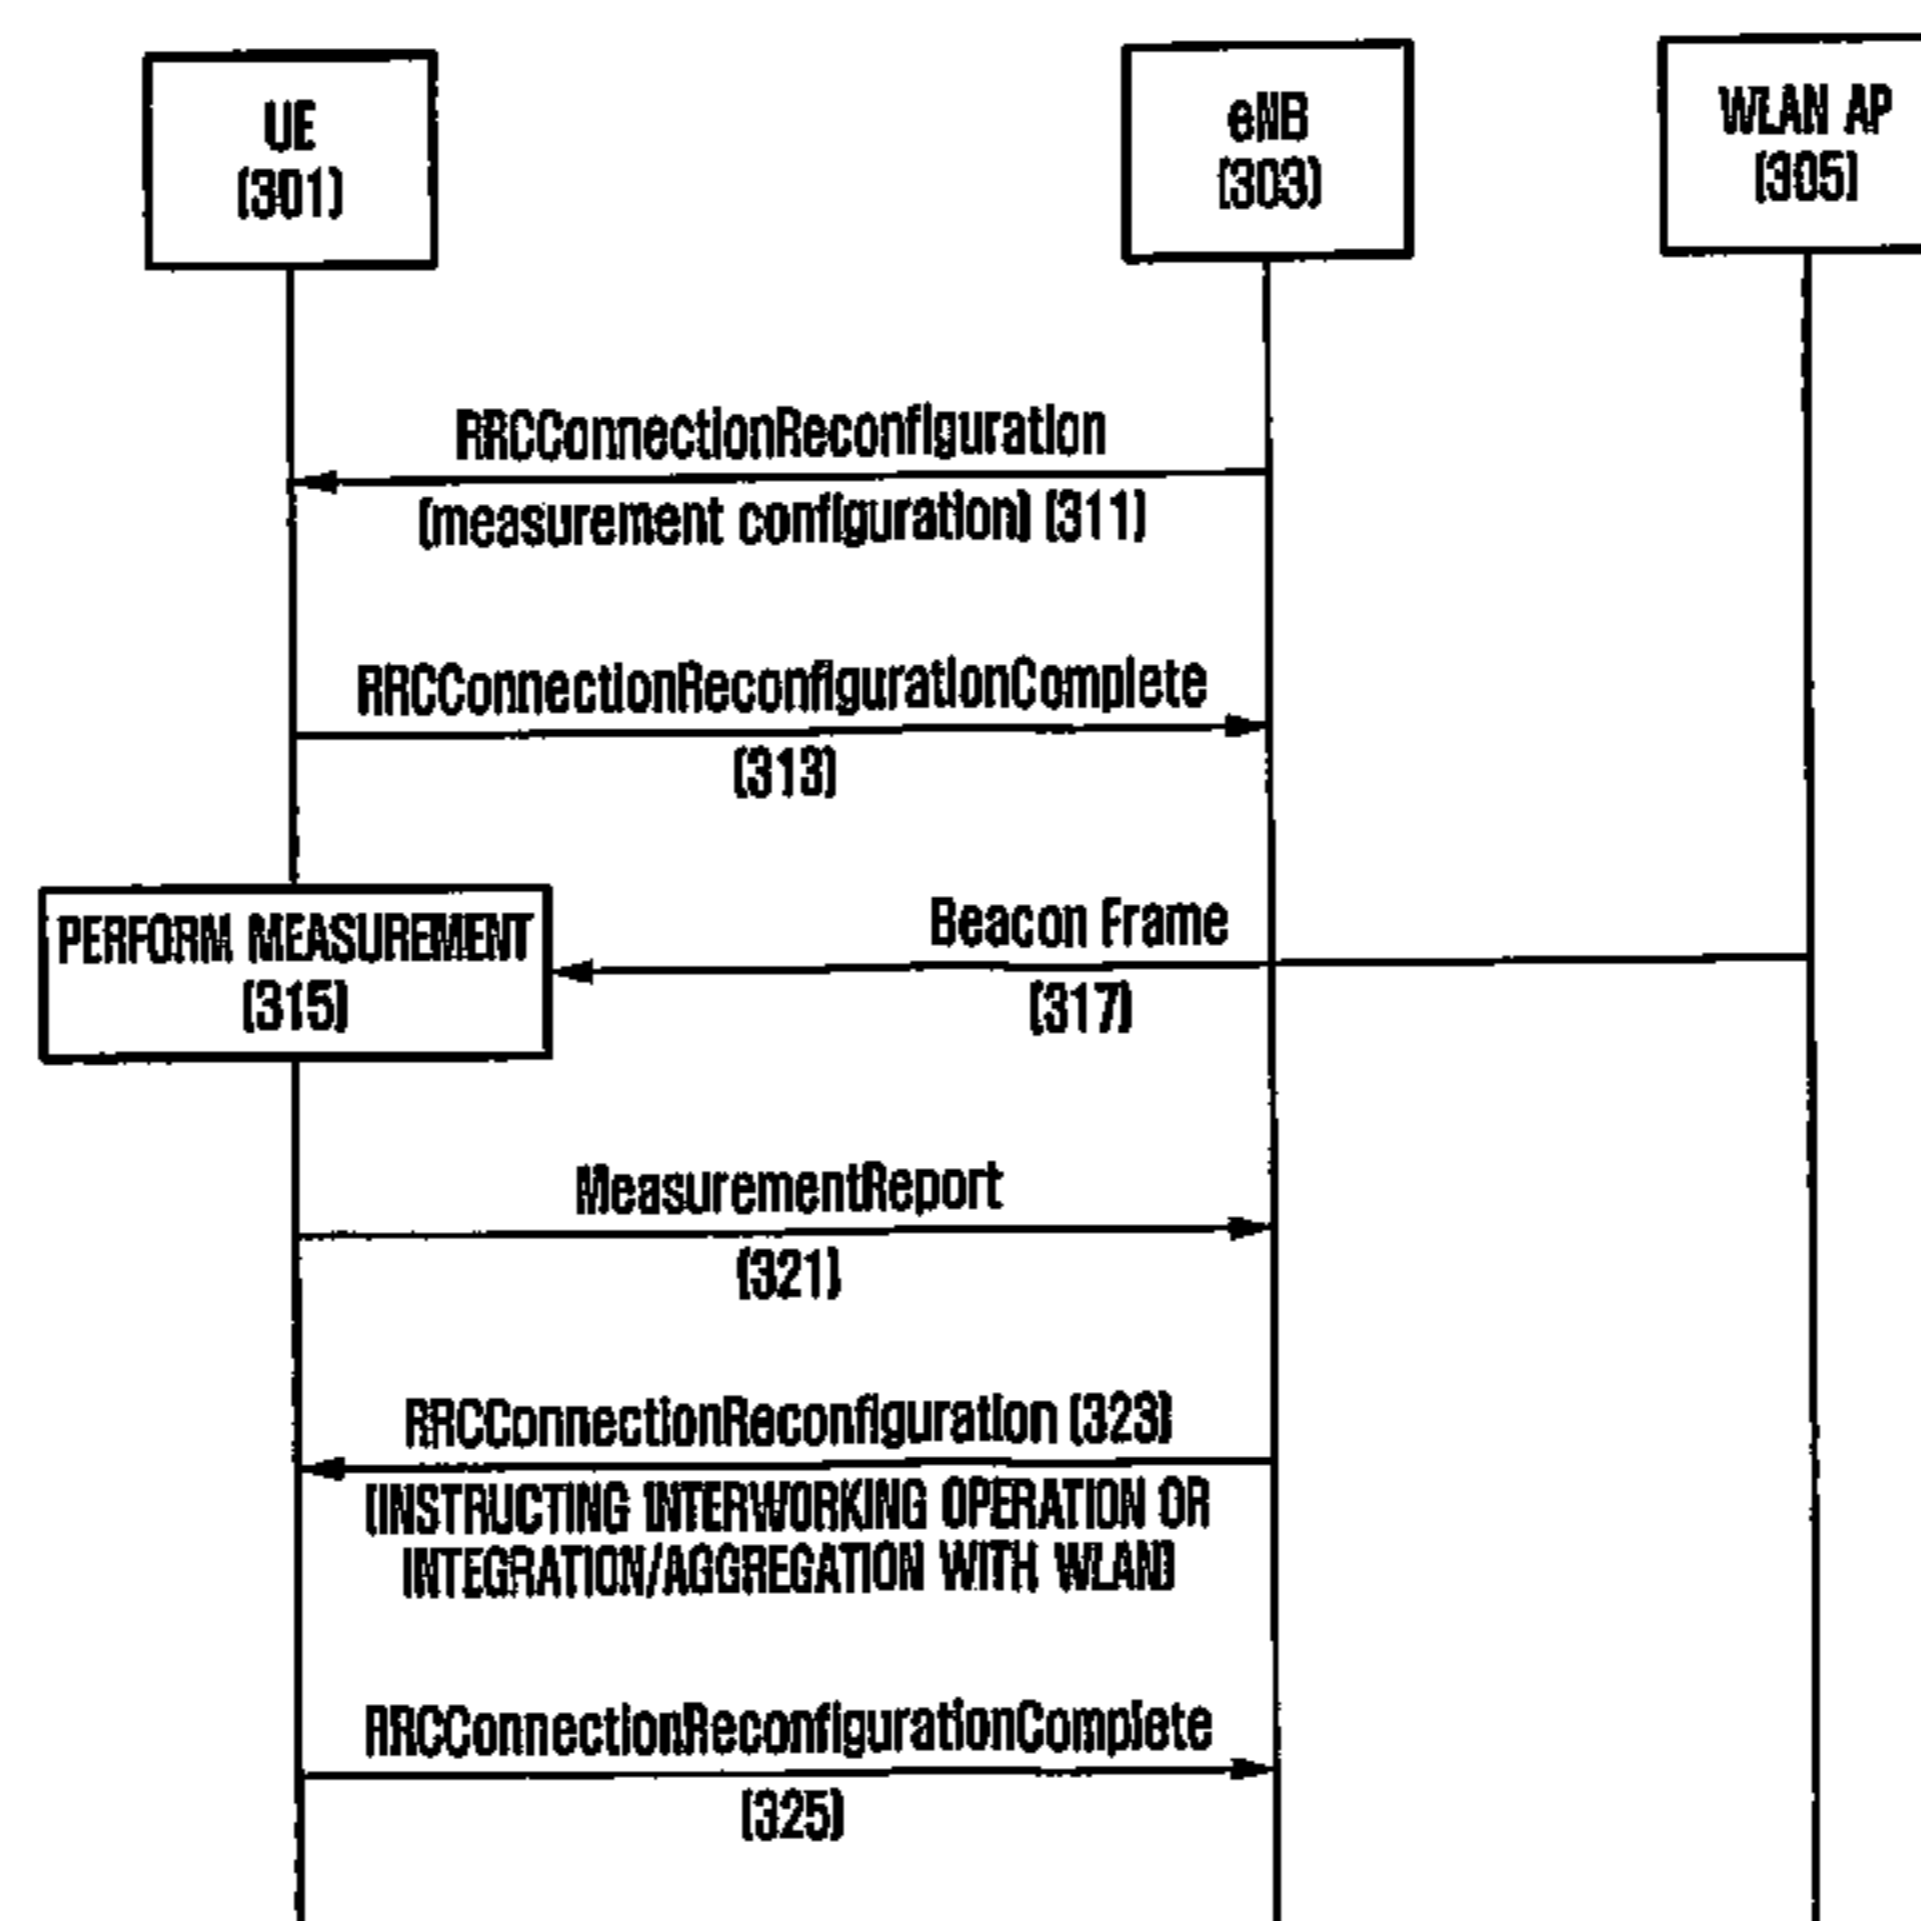 UE
(301)
eNB
(303)
WLAN AP
(305)
RRCConnectionReconfiguration
(measurement configuration) (311)
RRCConnectionReconfigurationComplete
(313)
PERFORM MEASUREMENT
(315)
Beacon Frame
(317)
MeasurementReport
(321)
RRCConnectionReconfiguration (323)
(INSTRUCTING INTERWORKING OPERATION OR
INTEGRATION/AGGREGATION WITH WLAN)
RRCConnectionReconfigurationComplete
(325)